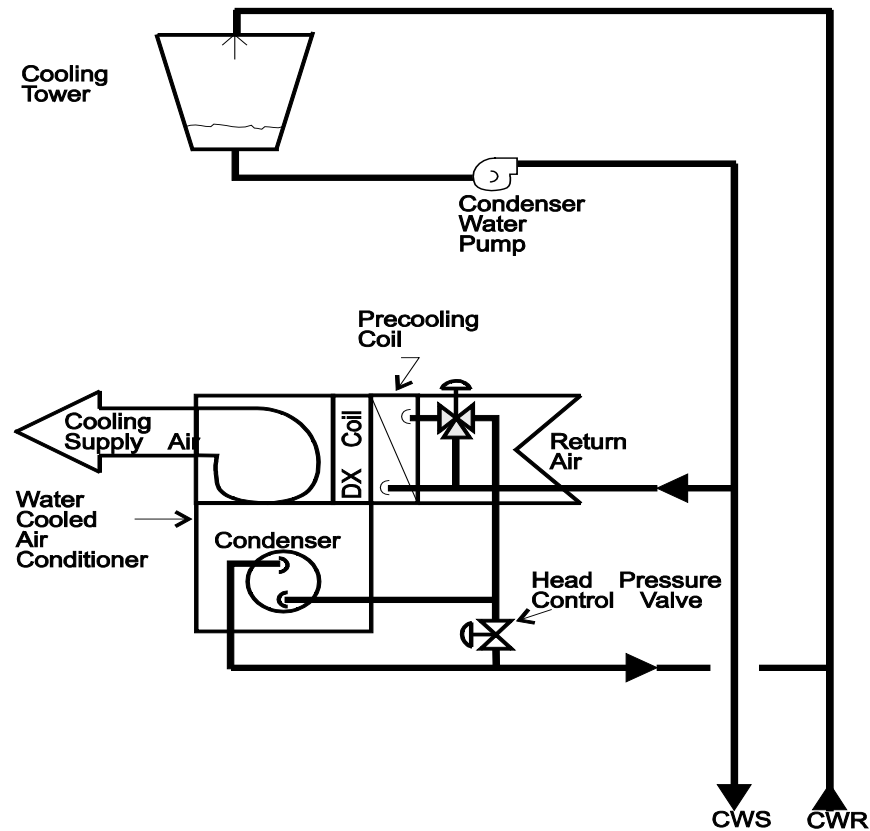 Cooling
Tower
Condenser
Water
Pump
Precooling
Coil
Cooling
Supply Air
DX Coil
Return
Air
Water
Cooled
Air
Conditioner
Condenser
Head Pressure
Control Valve
CWS
CWR